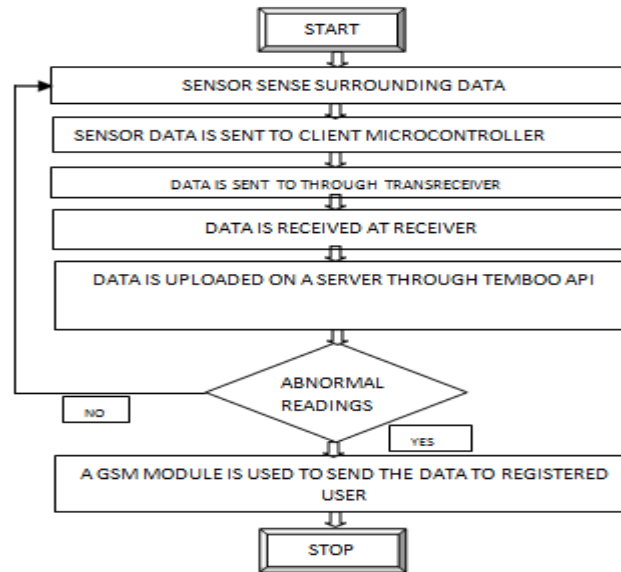 START
SENSOR SENSE SURROUNDING DATA
SENSOR DATA IS SENT TO CLIENT MICROCONTROLLER
DATA IS SENT TO THROUGH TRANSRECEIVER
DATA IS RECEIVED AT RECEIVER
DATA IS UPLOADED ON A SERVER THROUGH TEMBOO API
ABNORMAL
READINGS
NO
YES
A GSM MODULE IS USED TO SEND THE DATA TO REGISTERED
USER
STOP